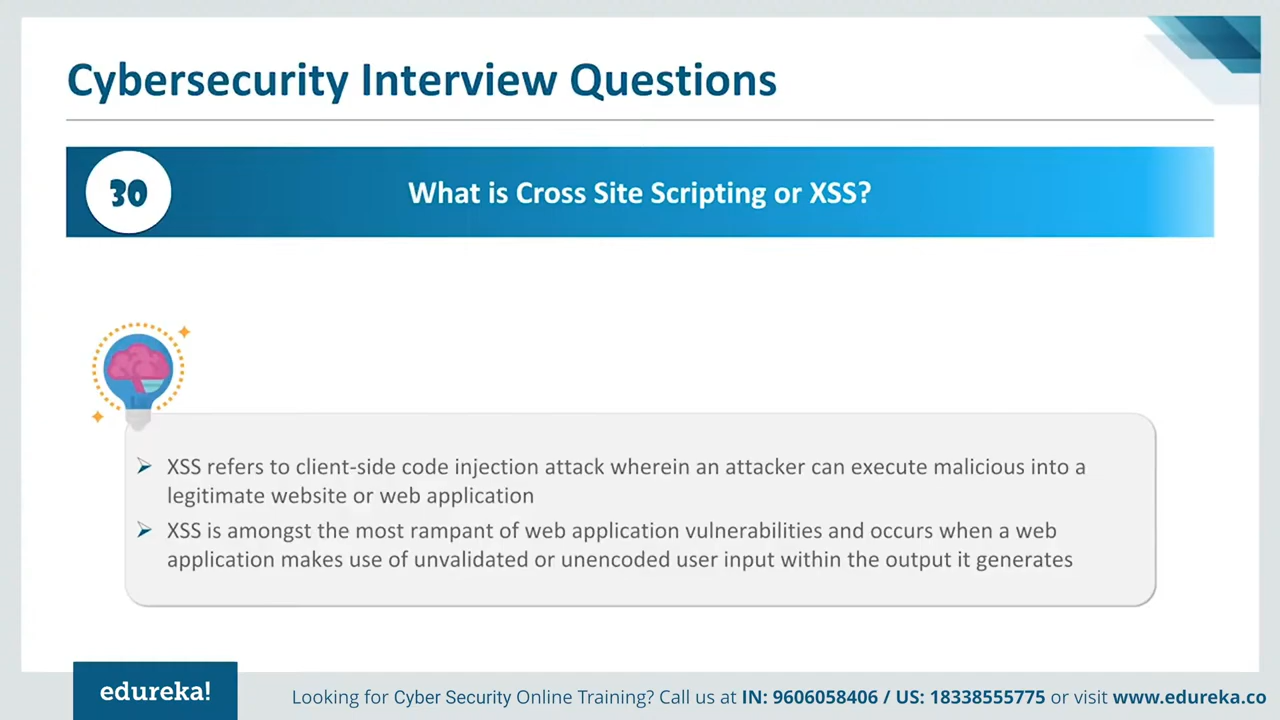 Cybersecurity Interview Questions
30
What is Cross Site Scripting or XSS?
XSS refers to client-side code injection attack wherein an attacker can execute malicious into a
legitimate website or web application
XSS is amongst the most rampant of web application vulnerabilities and occurs when a web
application makes use of unvalidated or unencoded user input within the output it generates
edureka!
Looking for Cyber Security Online Training? Call us at IN: 9606058406 / US: 18338555775 or visit www.edureka.co